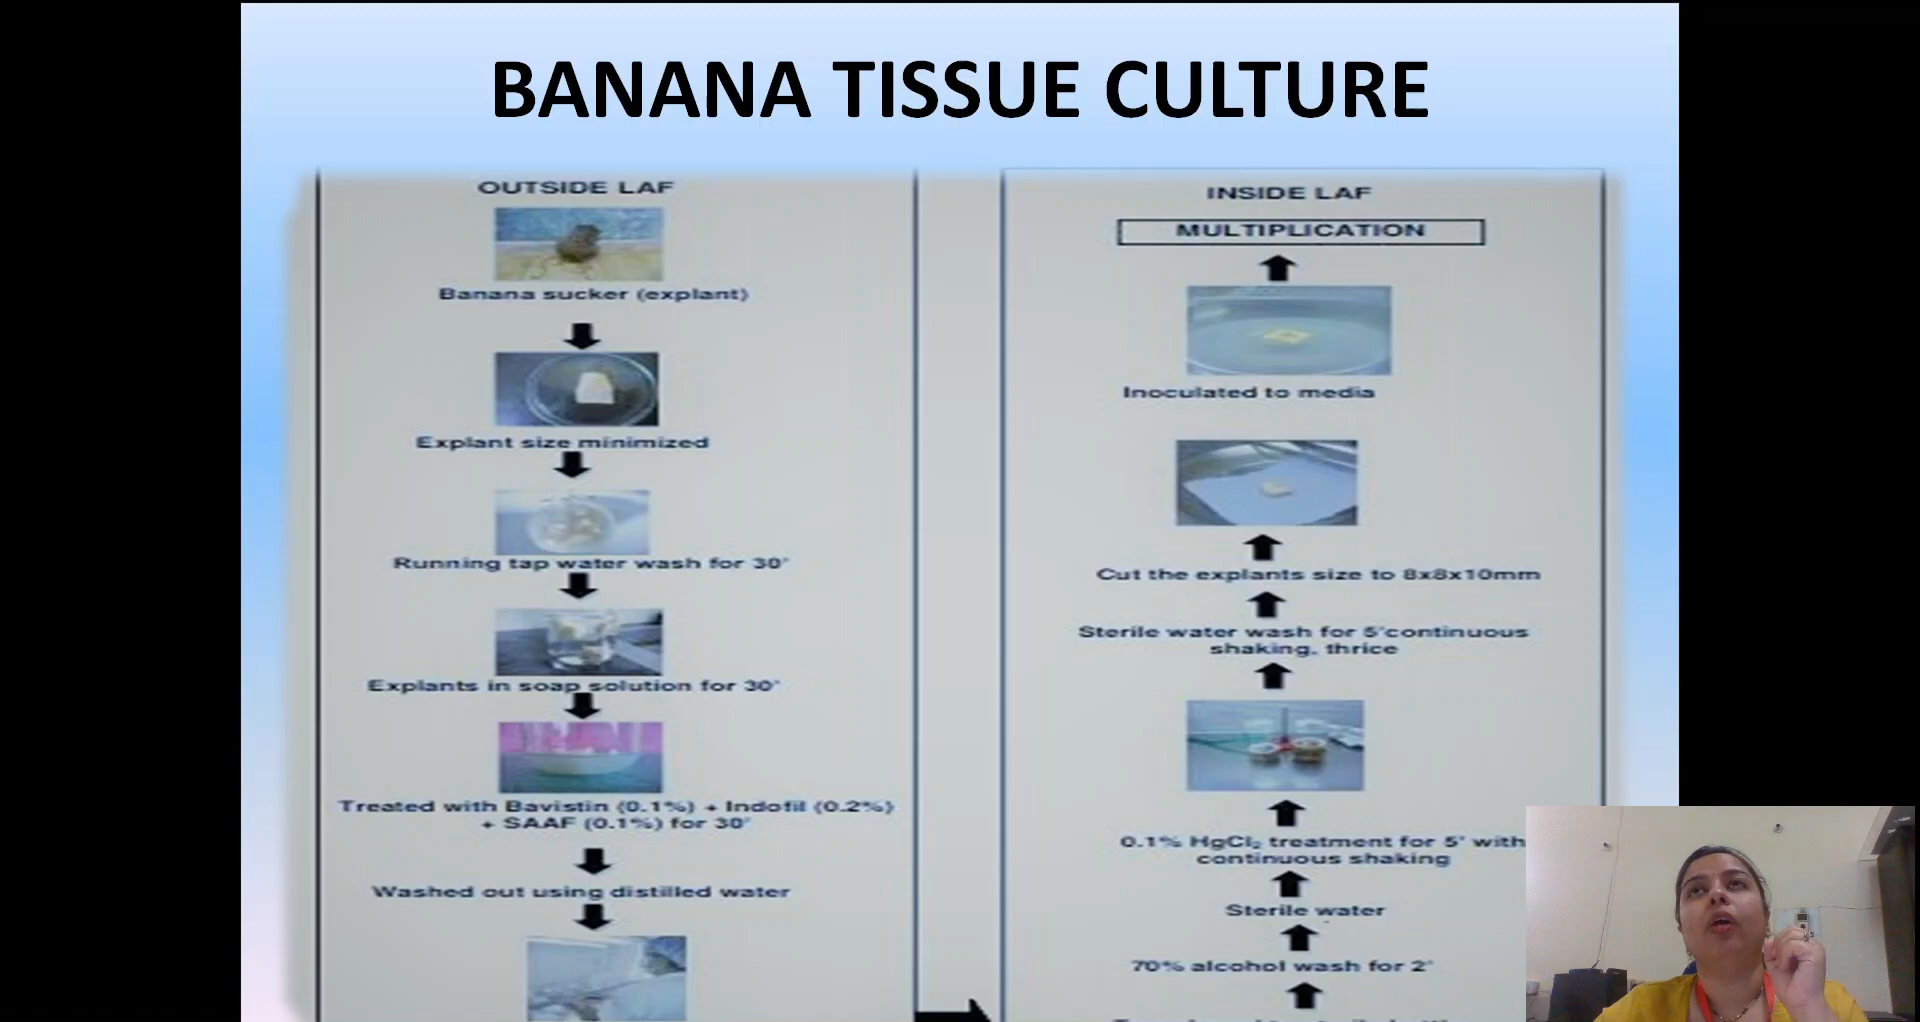 BANANA TISSUE CULTURE
OUTSIDE LAF
Banana sucker (explant)
Explant size minimized
Running tap water wash for 30'
Explants in soap solution for 30'
Treated with Bavistin (0.1%) + Indofil (0.2%)
+ SAAF (0.1%) for 30'
Washed out using distilled water
INSIDE LAF
MULTIPLICATION
Inoculated to media
Cut the explants size to 8x8x10mm
Sterile water wash for 5'continuous
shaking, thrice
0.1% HgCl₂ treatment for 5' with
continuous shaking
Sterile water
70% alcohol wash for 2'